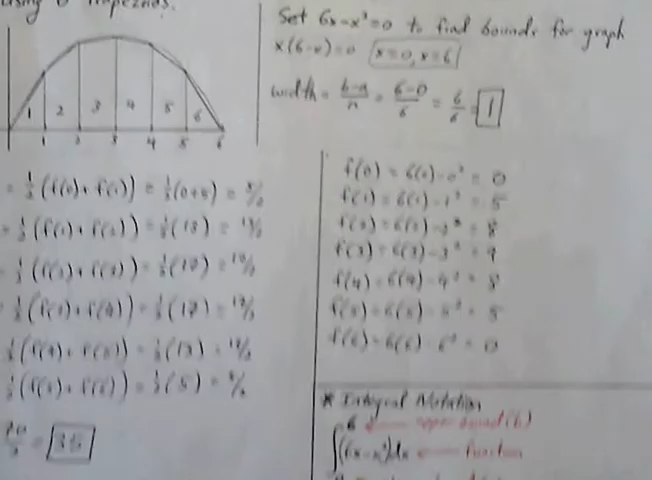 using 6 trapezoids.
1 2 3 4 5 6
1 2 3 4 5 6
= 1/2 (f(0) + f(1)) = 1/2 (0+5) = 5/2
= 1/2 (f(1) + f(2)) = 1/2 (13) = 13/2
= 1/2 (f(2) + f(3)) = 1/2 (17) = 17/2
= 1/2 (f(3) + f(4)) = 1/2 (17) = 17/2
1/2 (f(4) + f(5)) = 1/2 (13) = 13/2
1/2 (f(5) + f(6)) = 1/2 (5) = 5/2
70/2 = 35
Set 6x-x²=0 to find bounds for graph
x(6-x)=0 x=0, x=6
width = b-a/n = 6-0/6 = 6/6 = 1
f(0) = 6(0)-0² = 0
f(1) = 6(1)-1² = 5
f(2) = 6(2)-2² = 8
f(3) = 6(3)-3² = 9
f(4) = 6(4)-4² = 8
f(5) = 6(5)-5² = 5
f(6) = 6(6)-6² = 0
* Integral Notation
6 ← upper bound (b)
∫(6x-x²)dx ← function